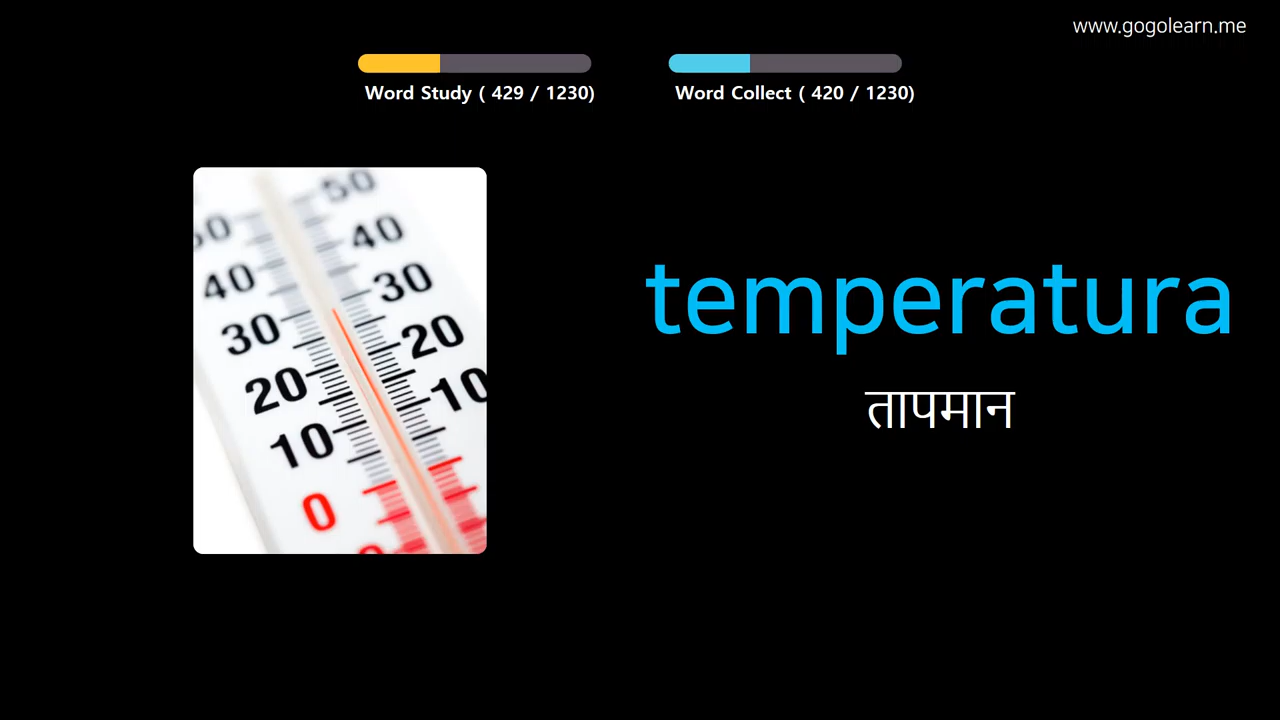 www.gogolearn.me
Word Study ( 429 / 1230)
Word Collect ( 420 / 1230)
50
40
40
30
30
20
20
10
10
0
temperatura
तापमान